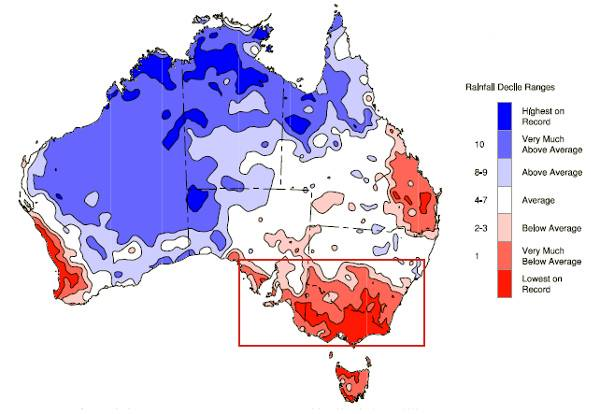 Rainfall Decile Ranges
Highest on
Record
10
Very Much
Above Average
8-9
Above Average
4-7
Average
2-3
Below Average
1
Very Much
Below Average
Lowest on
Record